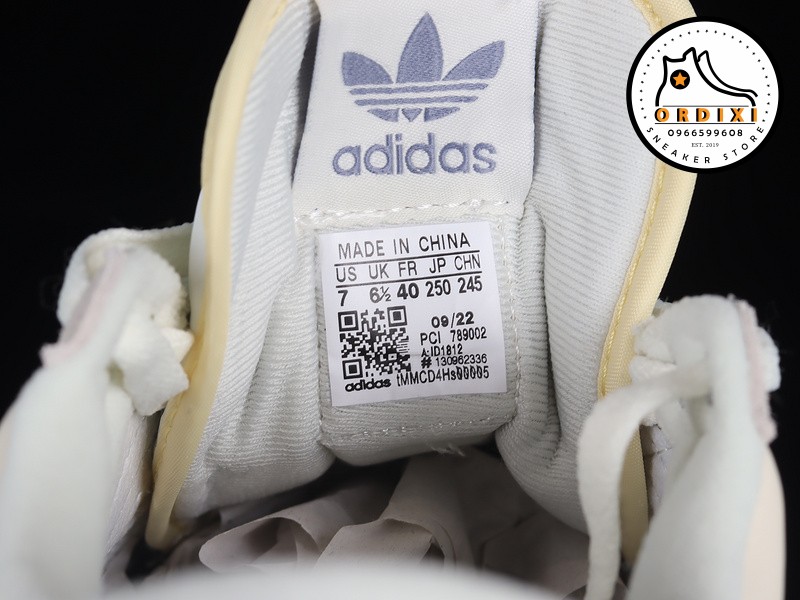 adidas
MADE IN CHINA
US UK FR JP CHN
7 6½ 40 250 245
09/22
PCI 789002
A:ID1812
# 130962336
adidas tMMCD4Hs00005
ORDIXI
0966599608
EST. 2019
SNEAKER STORE